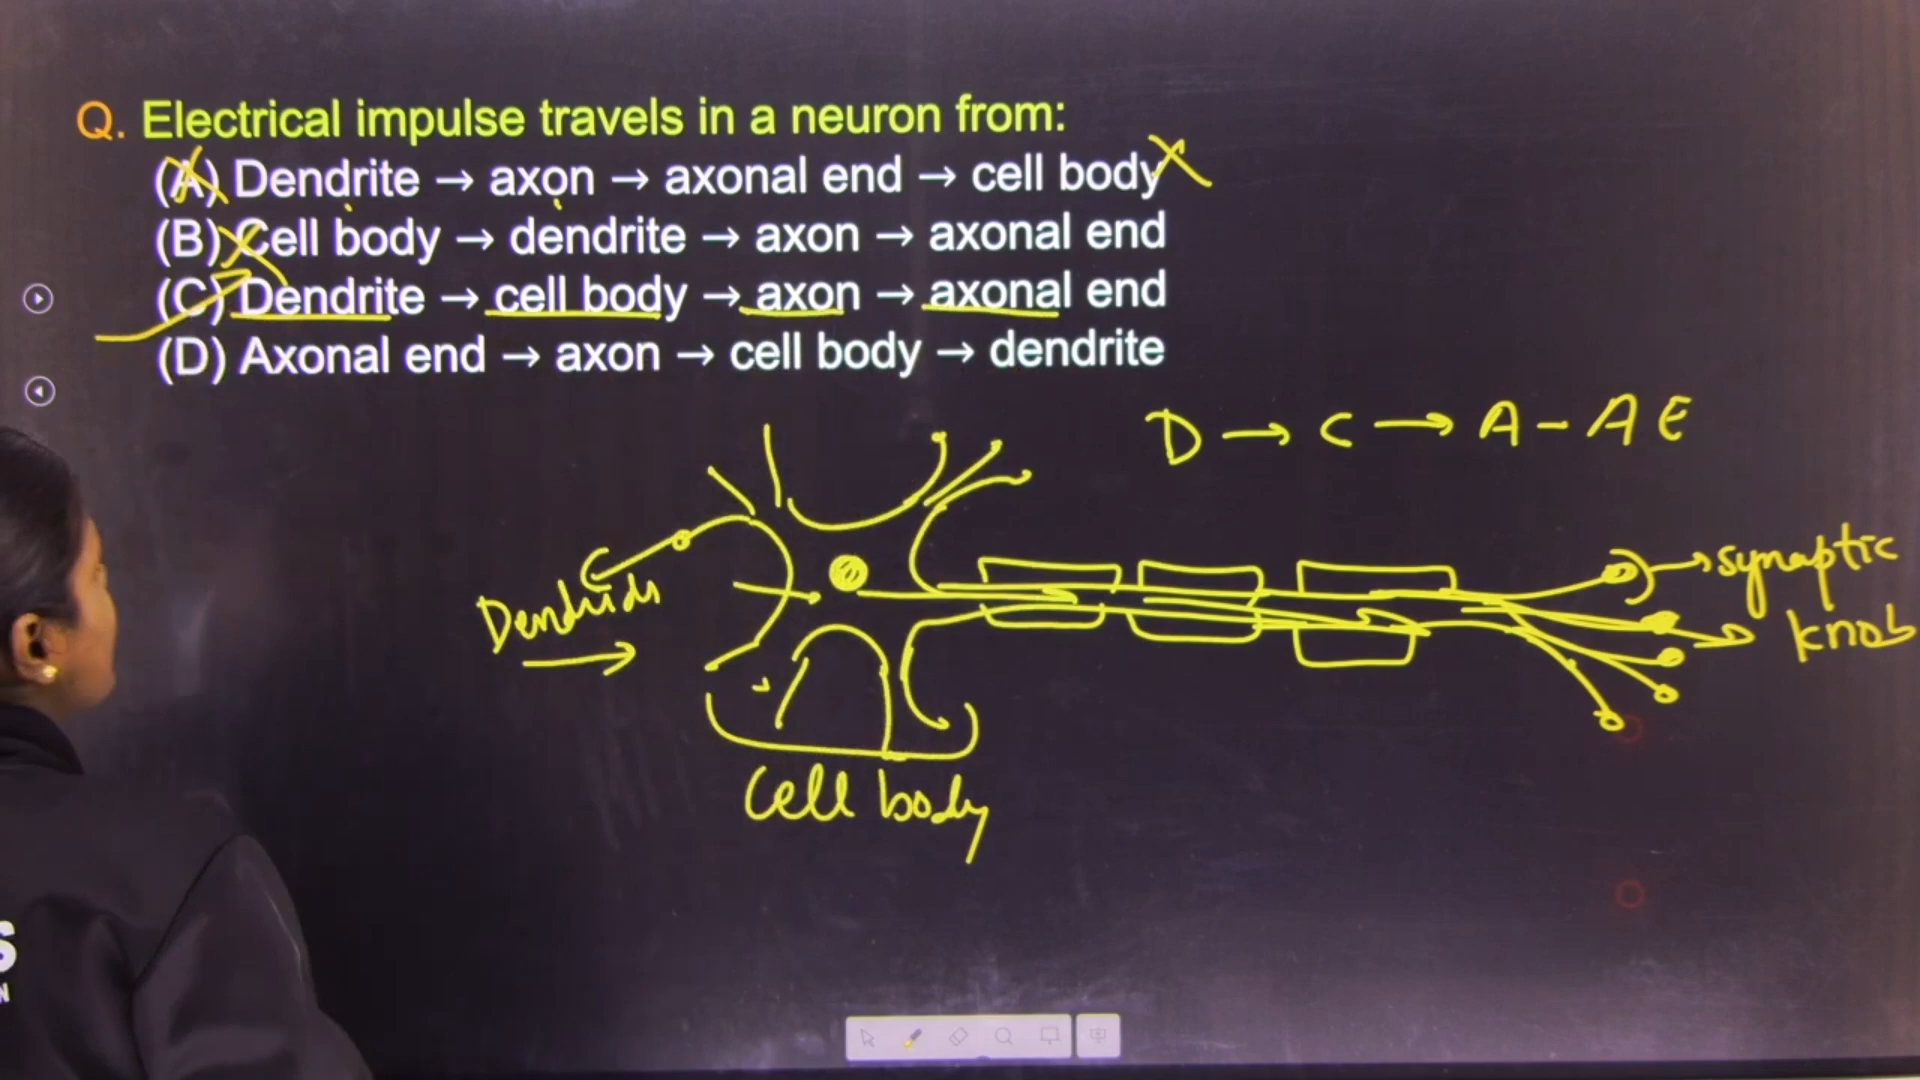 Q. Electrical impulse travels in a neuron from:
(A) Dendrite → axon → axonal end → cell body
(B) Cell body → dendrite → axon → axonal end
(C) Dendrite → cell body → axon → axonal end
(D) Axonal end → axon → cell body → dendrite
D → C → A - A E
synaptic
knob
Cell body